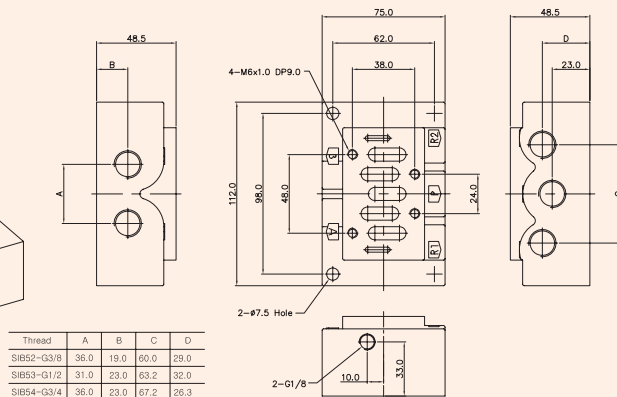 75.0
48.5
62.0
48.5
B
D
38.0
23.0
4-M6x1.0 DP9.0
R2
B
A
112.0
98.0
48.0
P
24.0
A
R1
2-ø7.5 Hole
Thread A B C D
SIB52-G3/8 36.0 19.0 60.0 29.0
SIB53-G1/2 31.0 23.0 63.2 32.0
SIB54-G3/4 36.0 23.0 67.2 26.3
2-G1/8
10.0
33.0